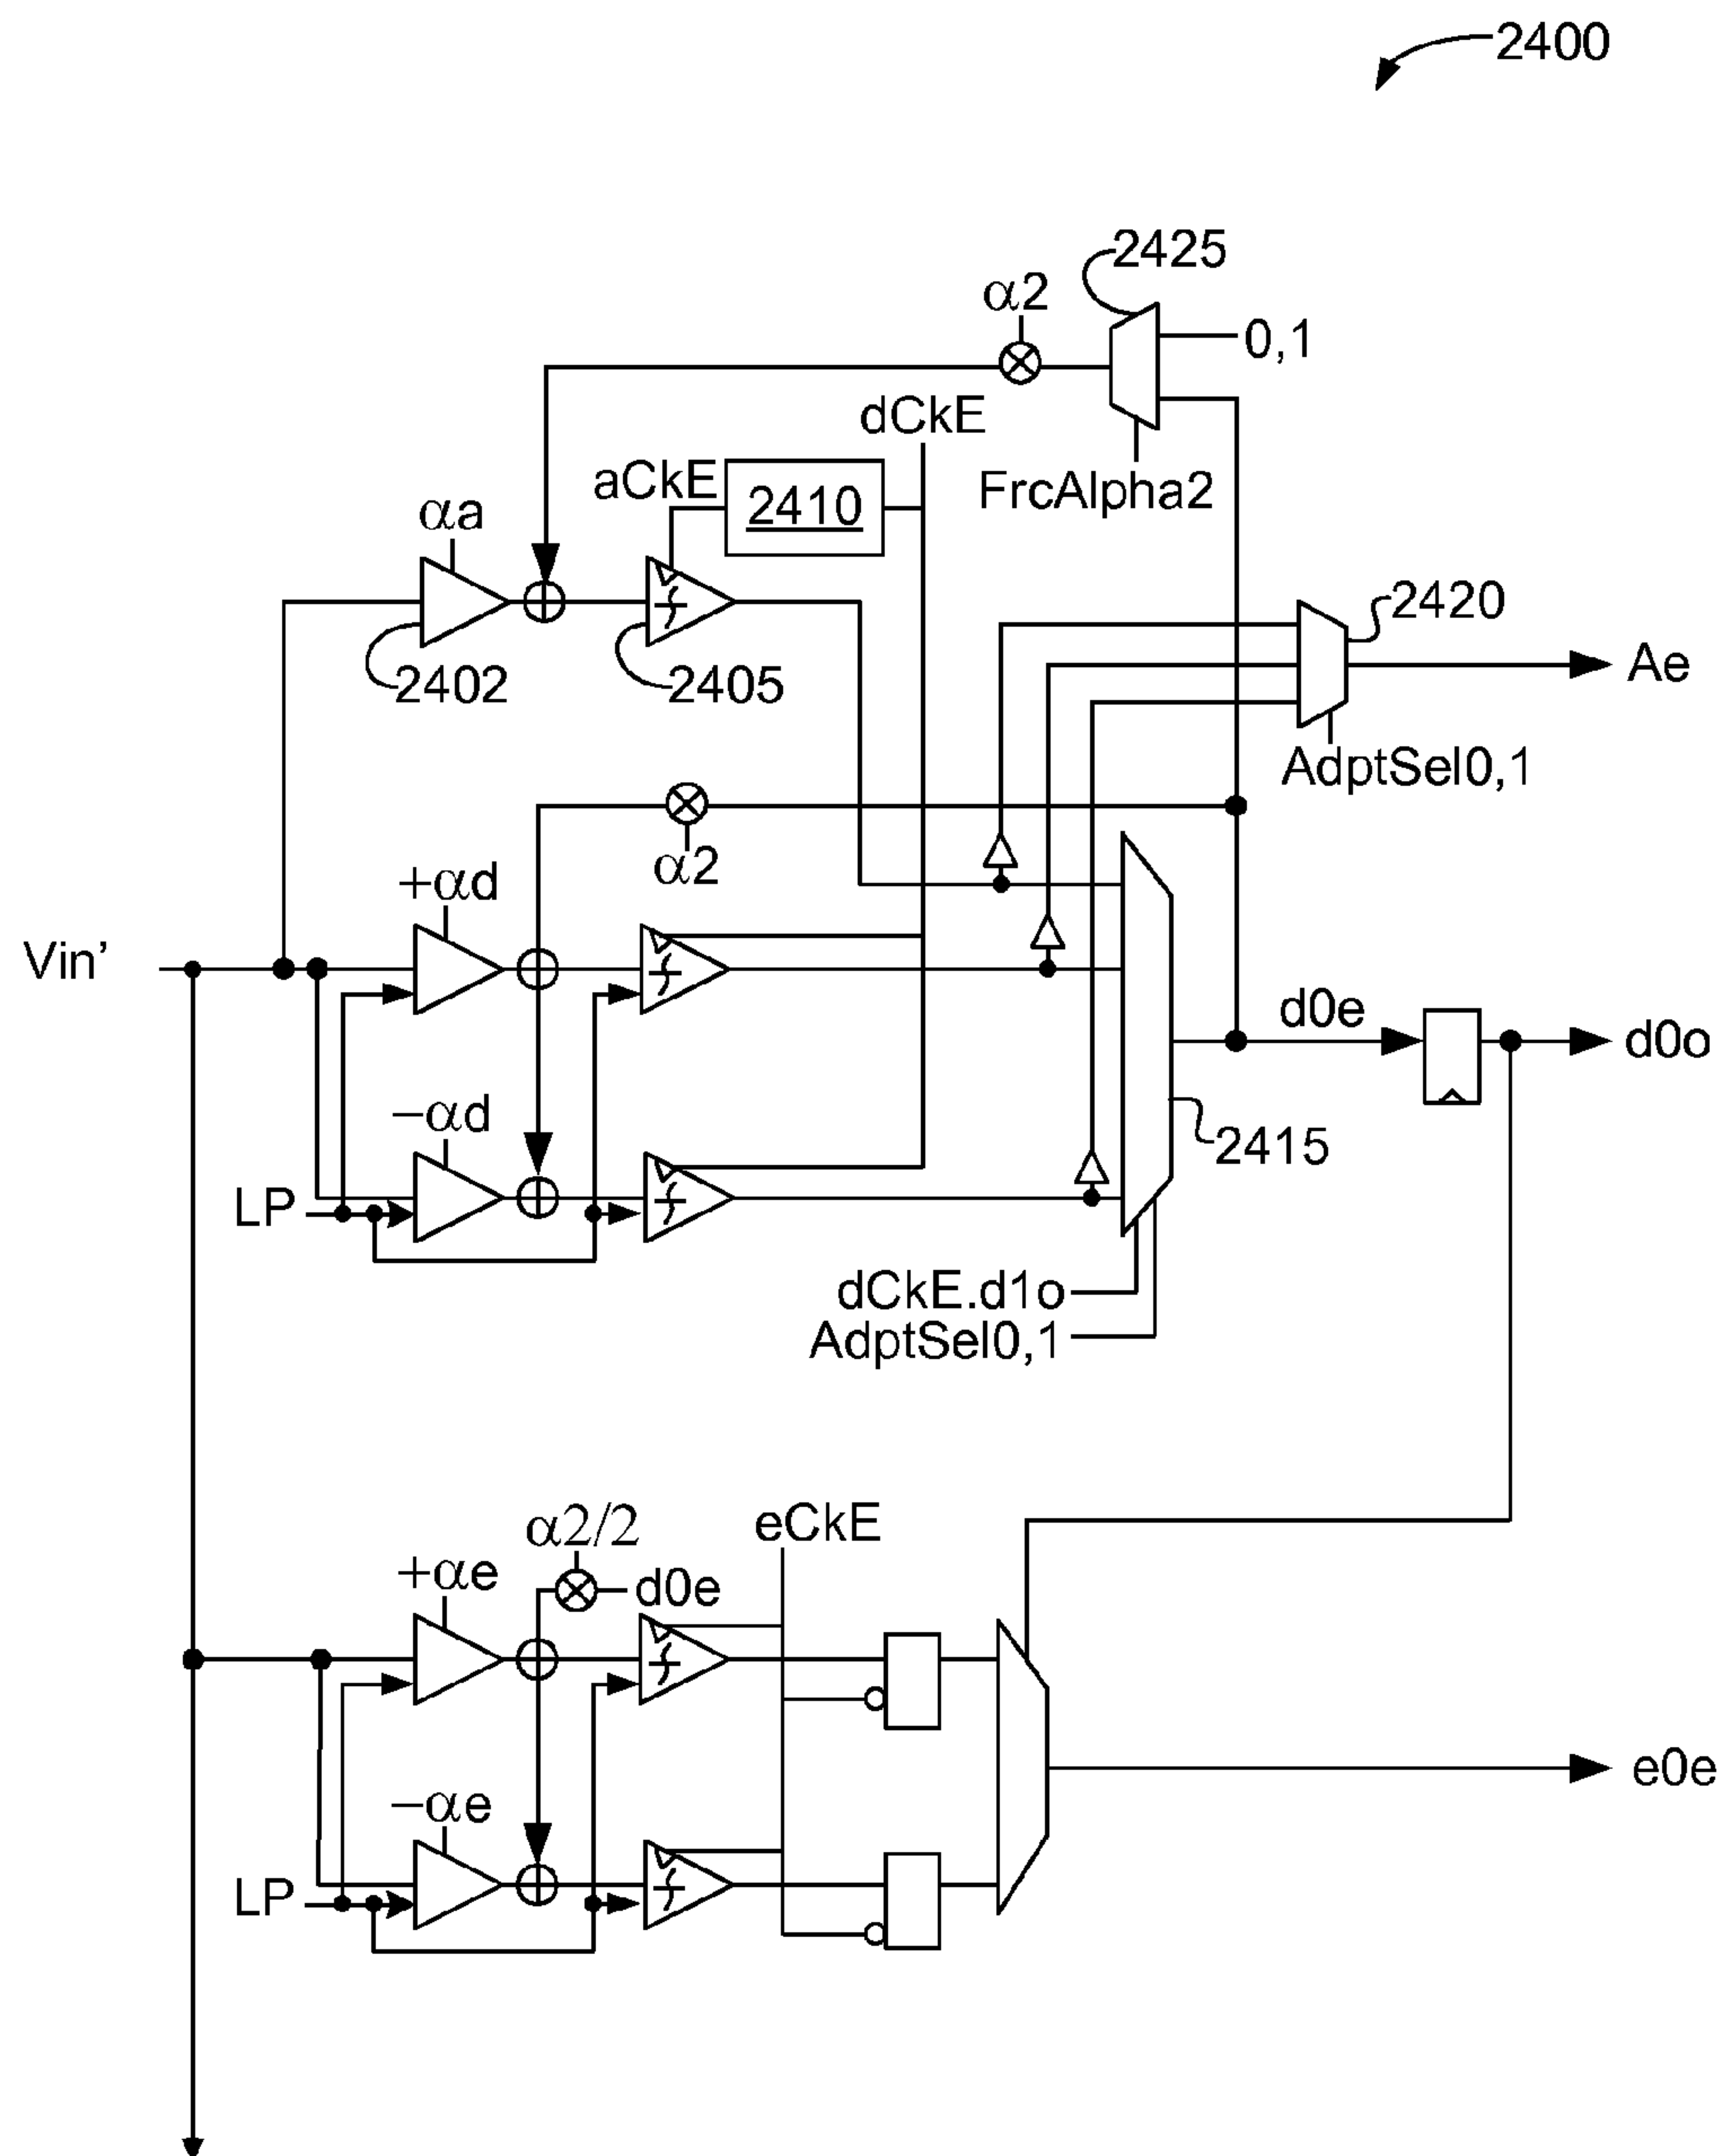 2400
2425
α2
0,1
dCkE
FrcAlpha2
aCkE
2410
αa
2402
2405
2420
Ae
AdptSel0,1
α2
+αd
Vin’
d0e
d0o
−αd
2415
LP
dCkE.d1o
AdptSel0,1
α2/2
eCkE
+αe
d0e
e0e
−αe
LP